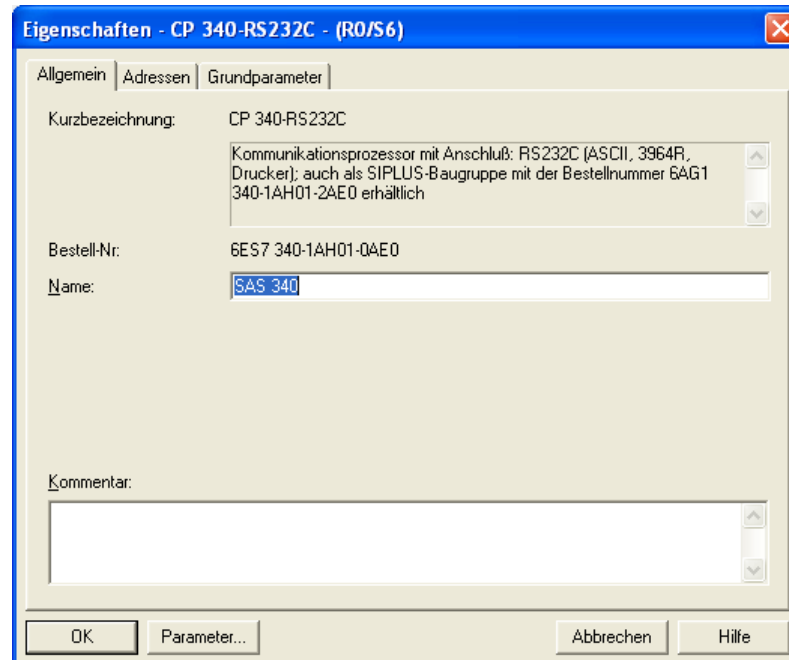 Eigenschaften - CP 340-RS232C - (R0/S6)
Allgemein Adressen Grundparameter
Kurzbezeichnung: CP 340-RS232C
Kommunikationsprozessor mit Anschluß: RS232C (ASCII, 3964R,
Drucker); auch als SIPLUS-Baugruppe mit der Bestellnummer 6AG1
340-1AH01-2AE0 erhältlich
Bestell-Nr: 6ES7 340-1AH01-0AE0
Name: SAS 340
Kommentar:
OK Parameter... Abbrechen Hilfe